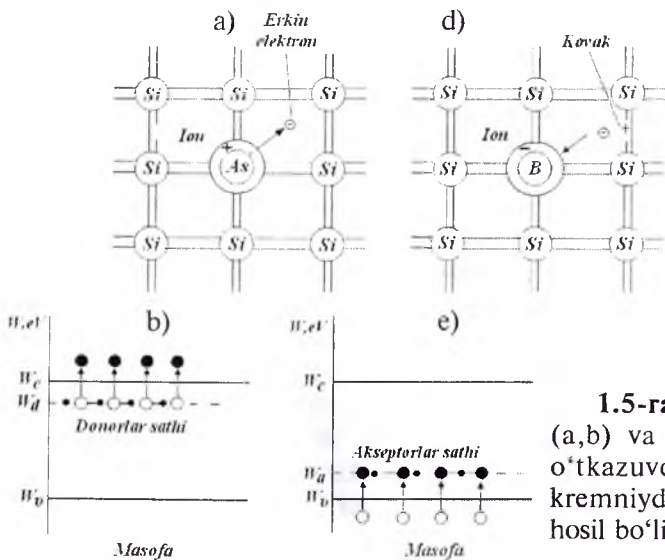 a)
Erkin
elektron
Si Si Si
Ion
+
Si As Si
Si Si Si
d)
Kovak
Si Si Si
Ion
−
+
Si B Si
Si Si Si
b)
W,eV
Wc
Wd
Donorlar sathi
Wv
Masofa
e)
W,eV
Wc
Akseptorlar sathi
Wa
Wv
Masofa
1.5-ra
(a,b) va
o‘tkazuvc
kremniyd
hosil bo‘li